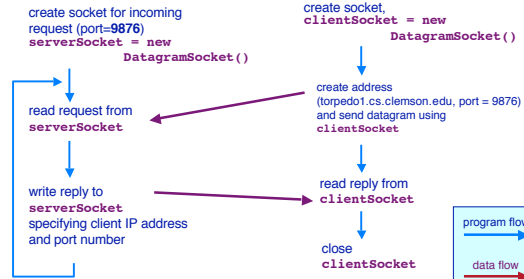 create socket for incoming
request (port=9876)
serverSocket = new
DatagramSocket()
read request from
serverSocket
write reply to
serverSocket
specifying client IP address
and port number
create socket,
clientSocket = new
DatagramSocket()
create address
(torpedo1.cs.clemson.edu, port = 9876)
and send datagram using
clientSocket
read reply from
clientSocket
close
clientSocket
program flow
data flow